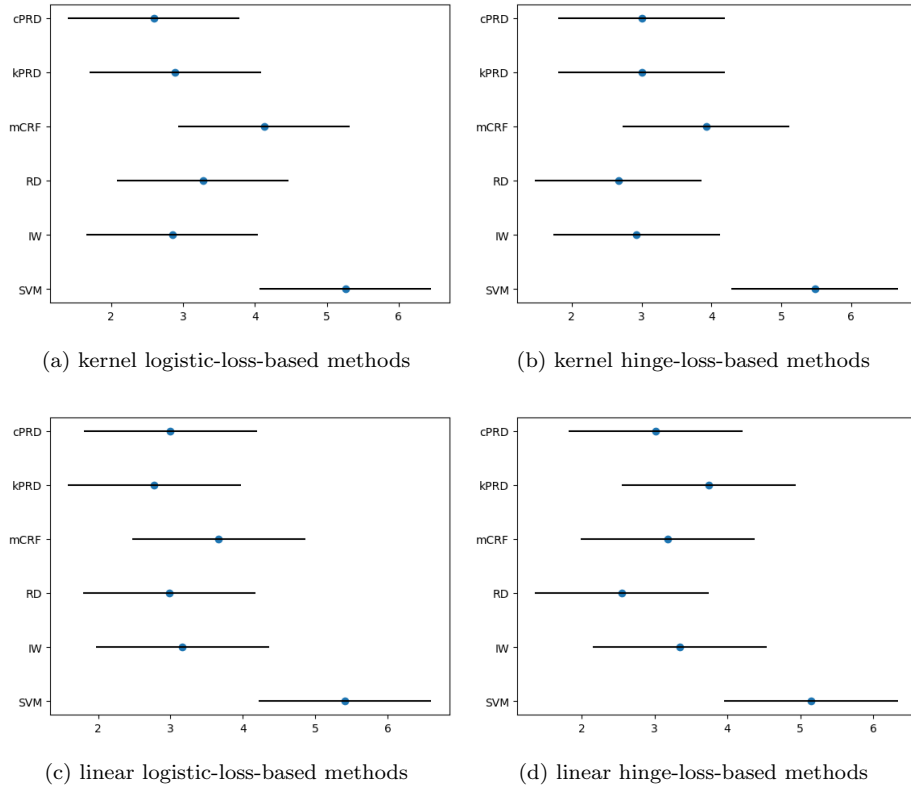 cPRD
kPRD
mCRF
RD
IW
SVM
2 3 4 5 6
(a) kernel logistic-loss-based methods
cPRD
kPRD
mCRF
RD
IW
SVM
2 3 4 5 6
(b) kernel hinge-loss-based methods
cPRD
kPRD
mCRF
RD
IW
SVM
2 3 4 5 6
(c) linear logistic-loss-based methods
cPRD
kPRD
mCRF
RD
IW
SVM
2 3 4 5 6
(d) linear hinge-loss-based methods